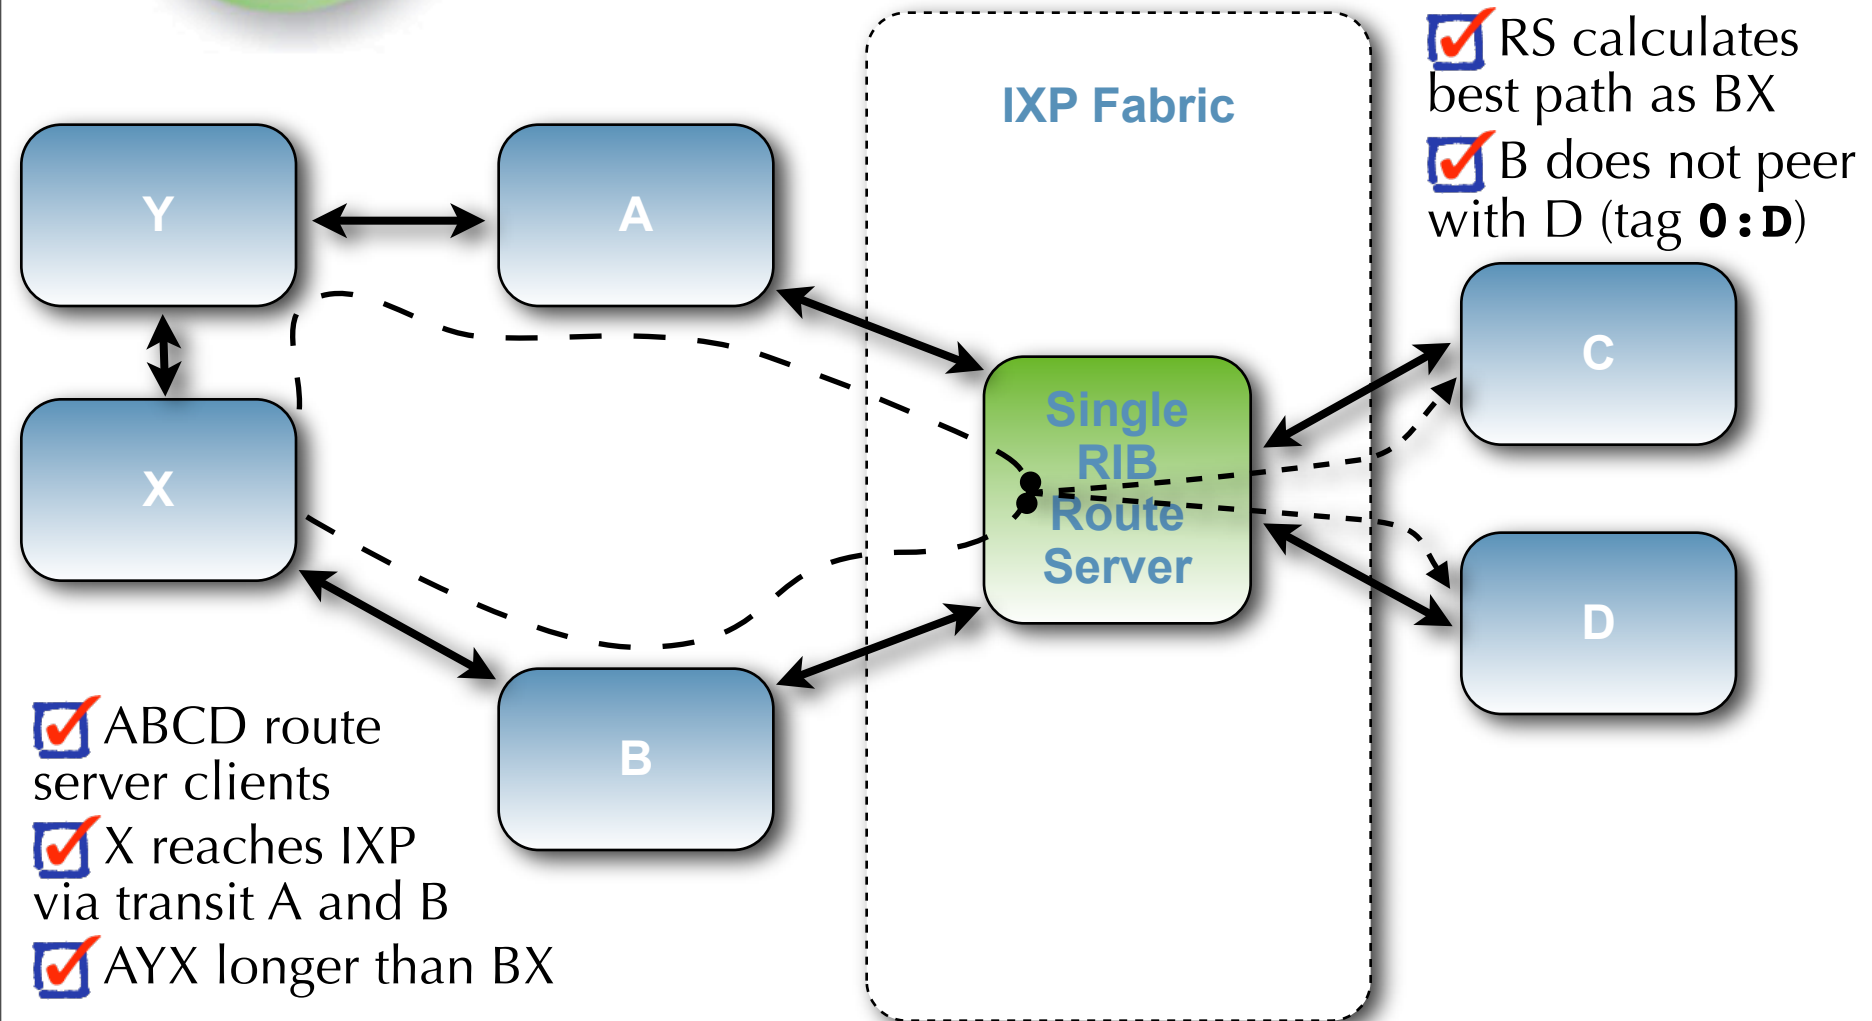 IXP Fabric
RS calculates
best path as BX
B does not peer
with D (tag 0:D)
Y
A
C
X
Single
RIB
Route
Server
D
B
ABCD route
server clients
X reaches IXP
via transit A and B
AYX longer than BX